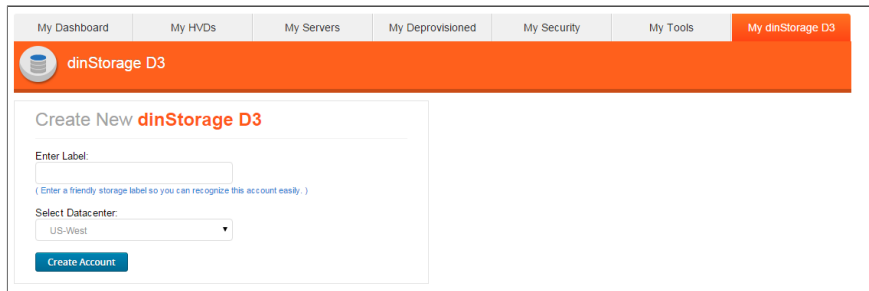 My Dashboard My HVDs My Servers My Deprovisioned My Security My Tools My dinStorage D3
dinStorage D3
Create New dinStorage D3
Enter Label:
( Enter a friendly storage label so you can recognize this account easily. )
Select Datacenter:
US-West
Create Account